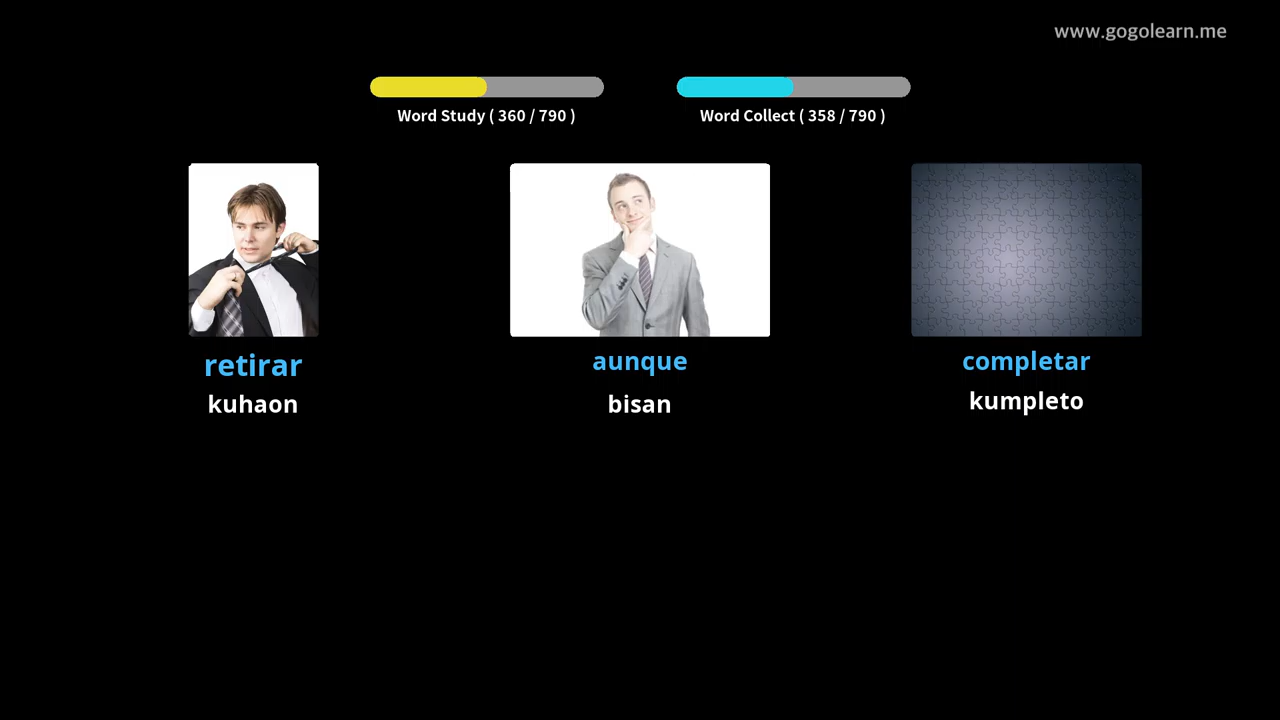 www.gogolearn.me
Word Study ( 360 / 790 )
Word Collect ( 358 / 790 )
retirar
kuhaon
aunque
bisan
completar
kumpleto